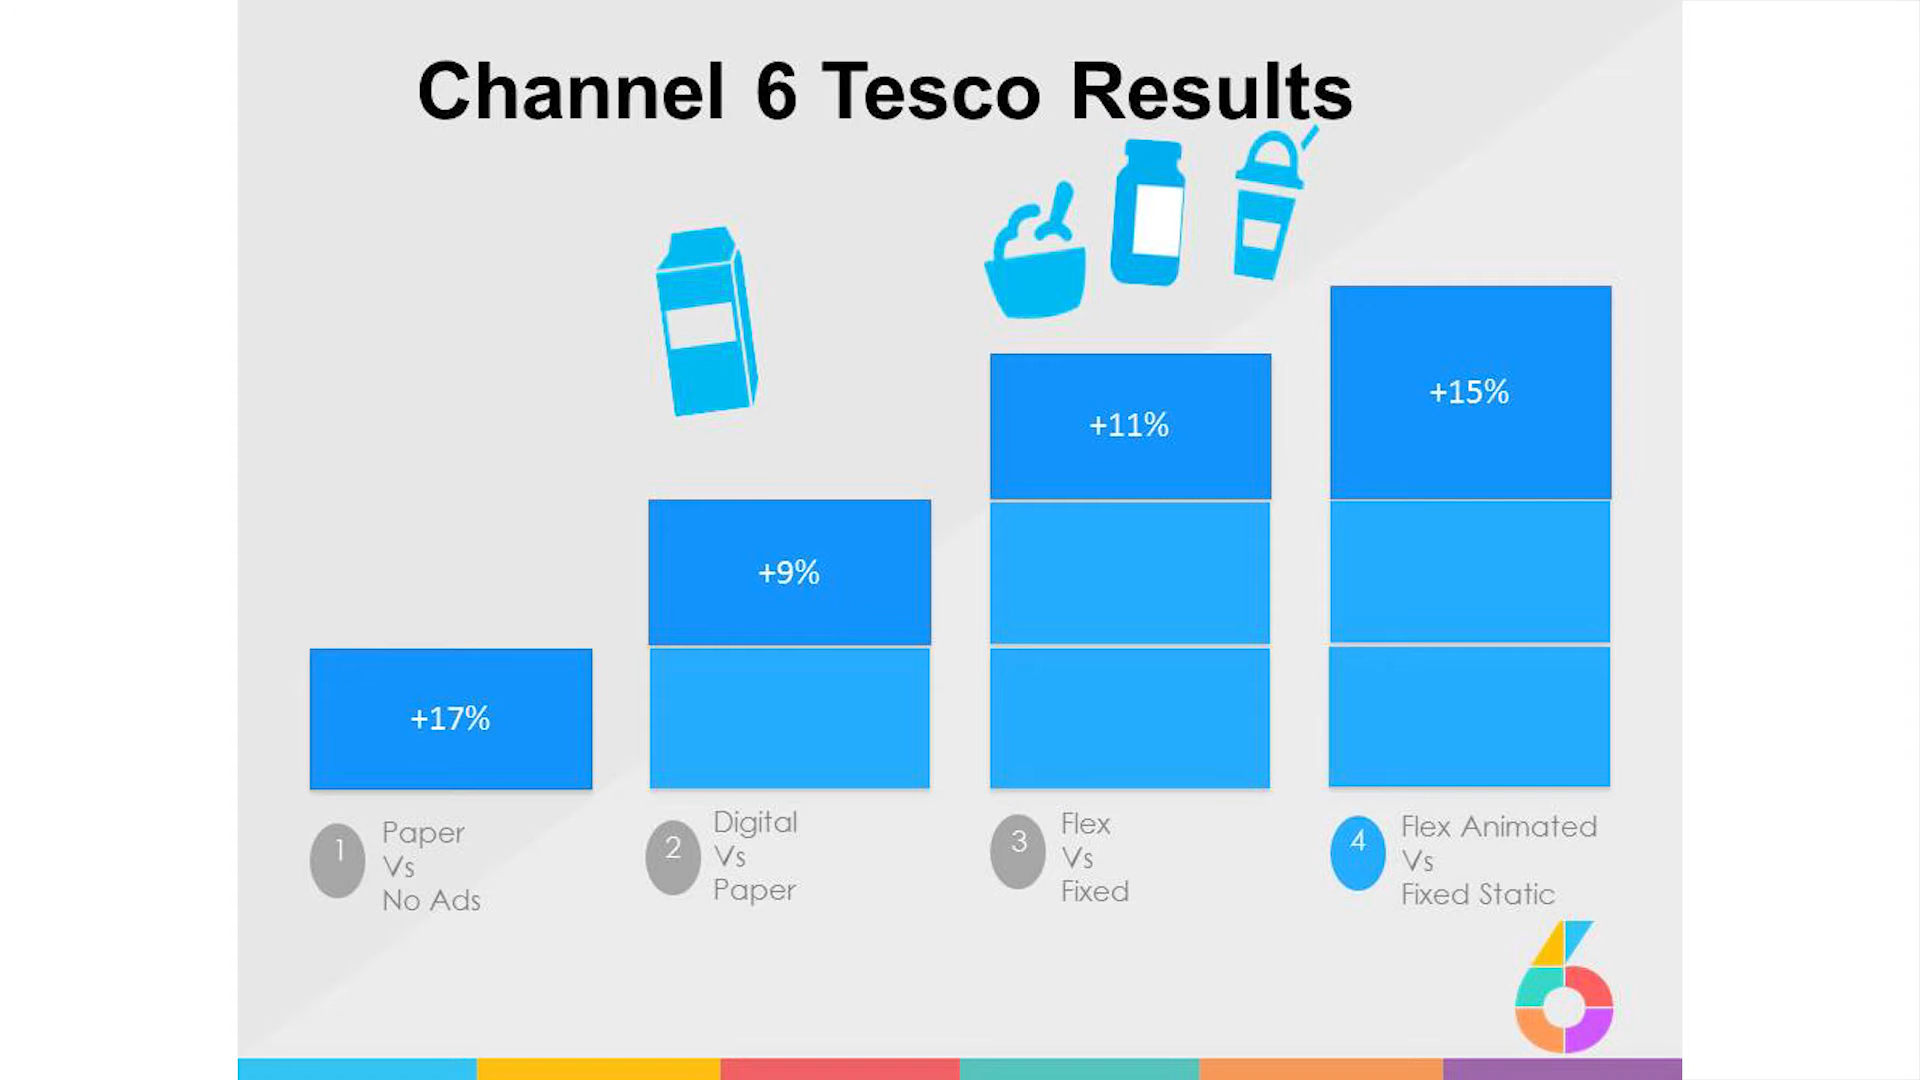 Channel 6 Tesco Results
+17%
+9%
+11%
+15%
1
Paper
Vs
No Ads
2
Digital
Vs
Paper
3
Flex
Vs
Fixed
4
Flex Animated
Vs
Fixed Static
6